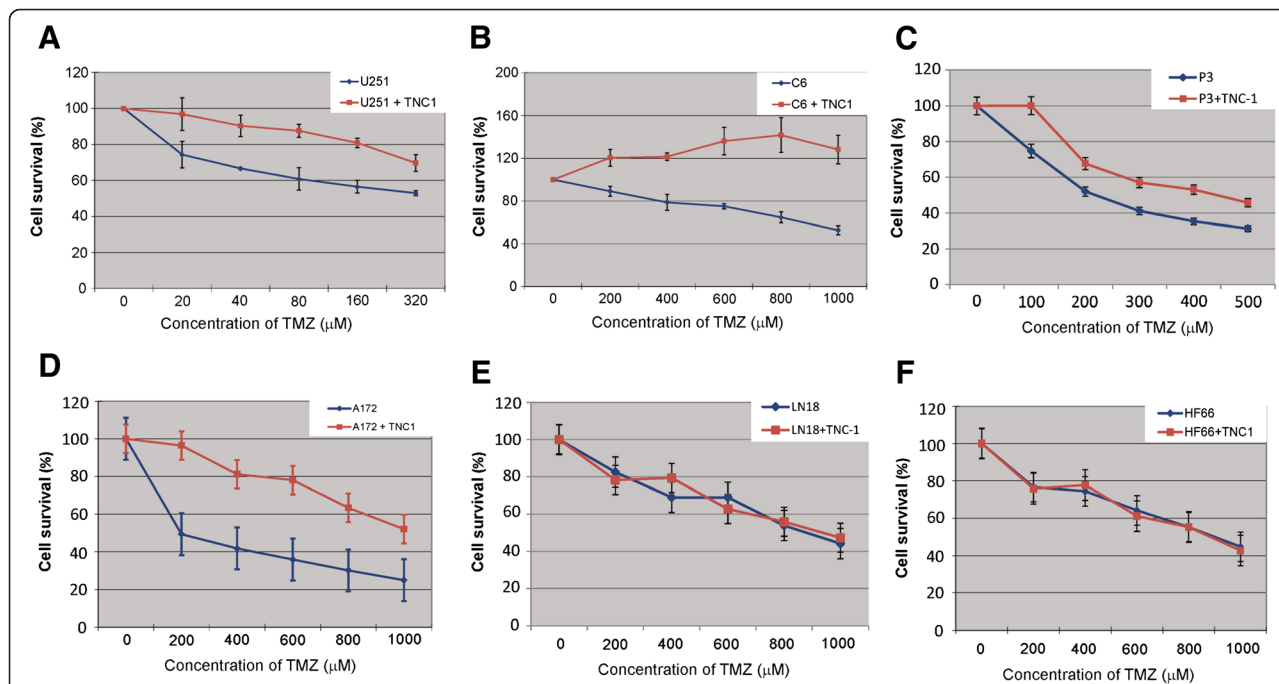 A
U251
U251 + TNC1
120
100
80
60
40
20
0
Cell survival (%)
0 20 40 80 160 320
Concentration of TMZ (μM)
B
C6
C6 + TNC1
200
160
120
80
40
0
Cell survival (%)
0 200 400 600 800 1000
Concentration of TMZ (μM)
C
P3
P3+TNC-1
120
100
80
60
40
20
0
Cell survival (%)
0 100 200 300 400 500
Concentration of TMZ (μM)
D
A172
A172 + TNC1
120
100
80
60
40
20
0
Cell survival (%)
0 200 400 600 800 1000
Concentration of TMZ (μM)
E
LN18
LN18+TNC-1
120
100
80
60
40
20
0
Cell survival (%)
0 200 400 600 800 1000
Concentration of TMZ (μM)
F
HF66
HF66+TNC1
120
100
80
60
40
20
0
Cell survival (%)
0 200 400 600 800 1000
Concentration of TMZ (μM)